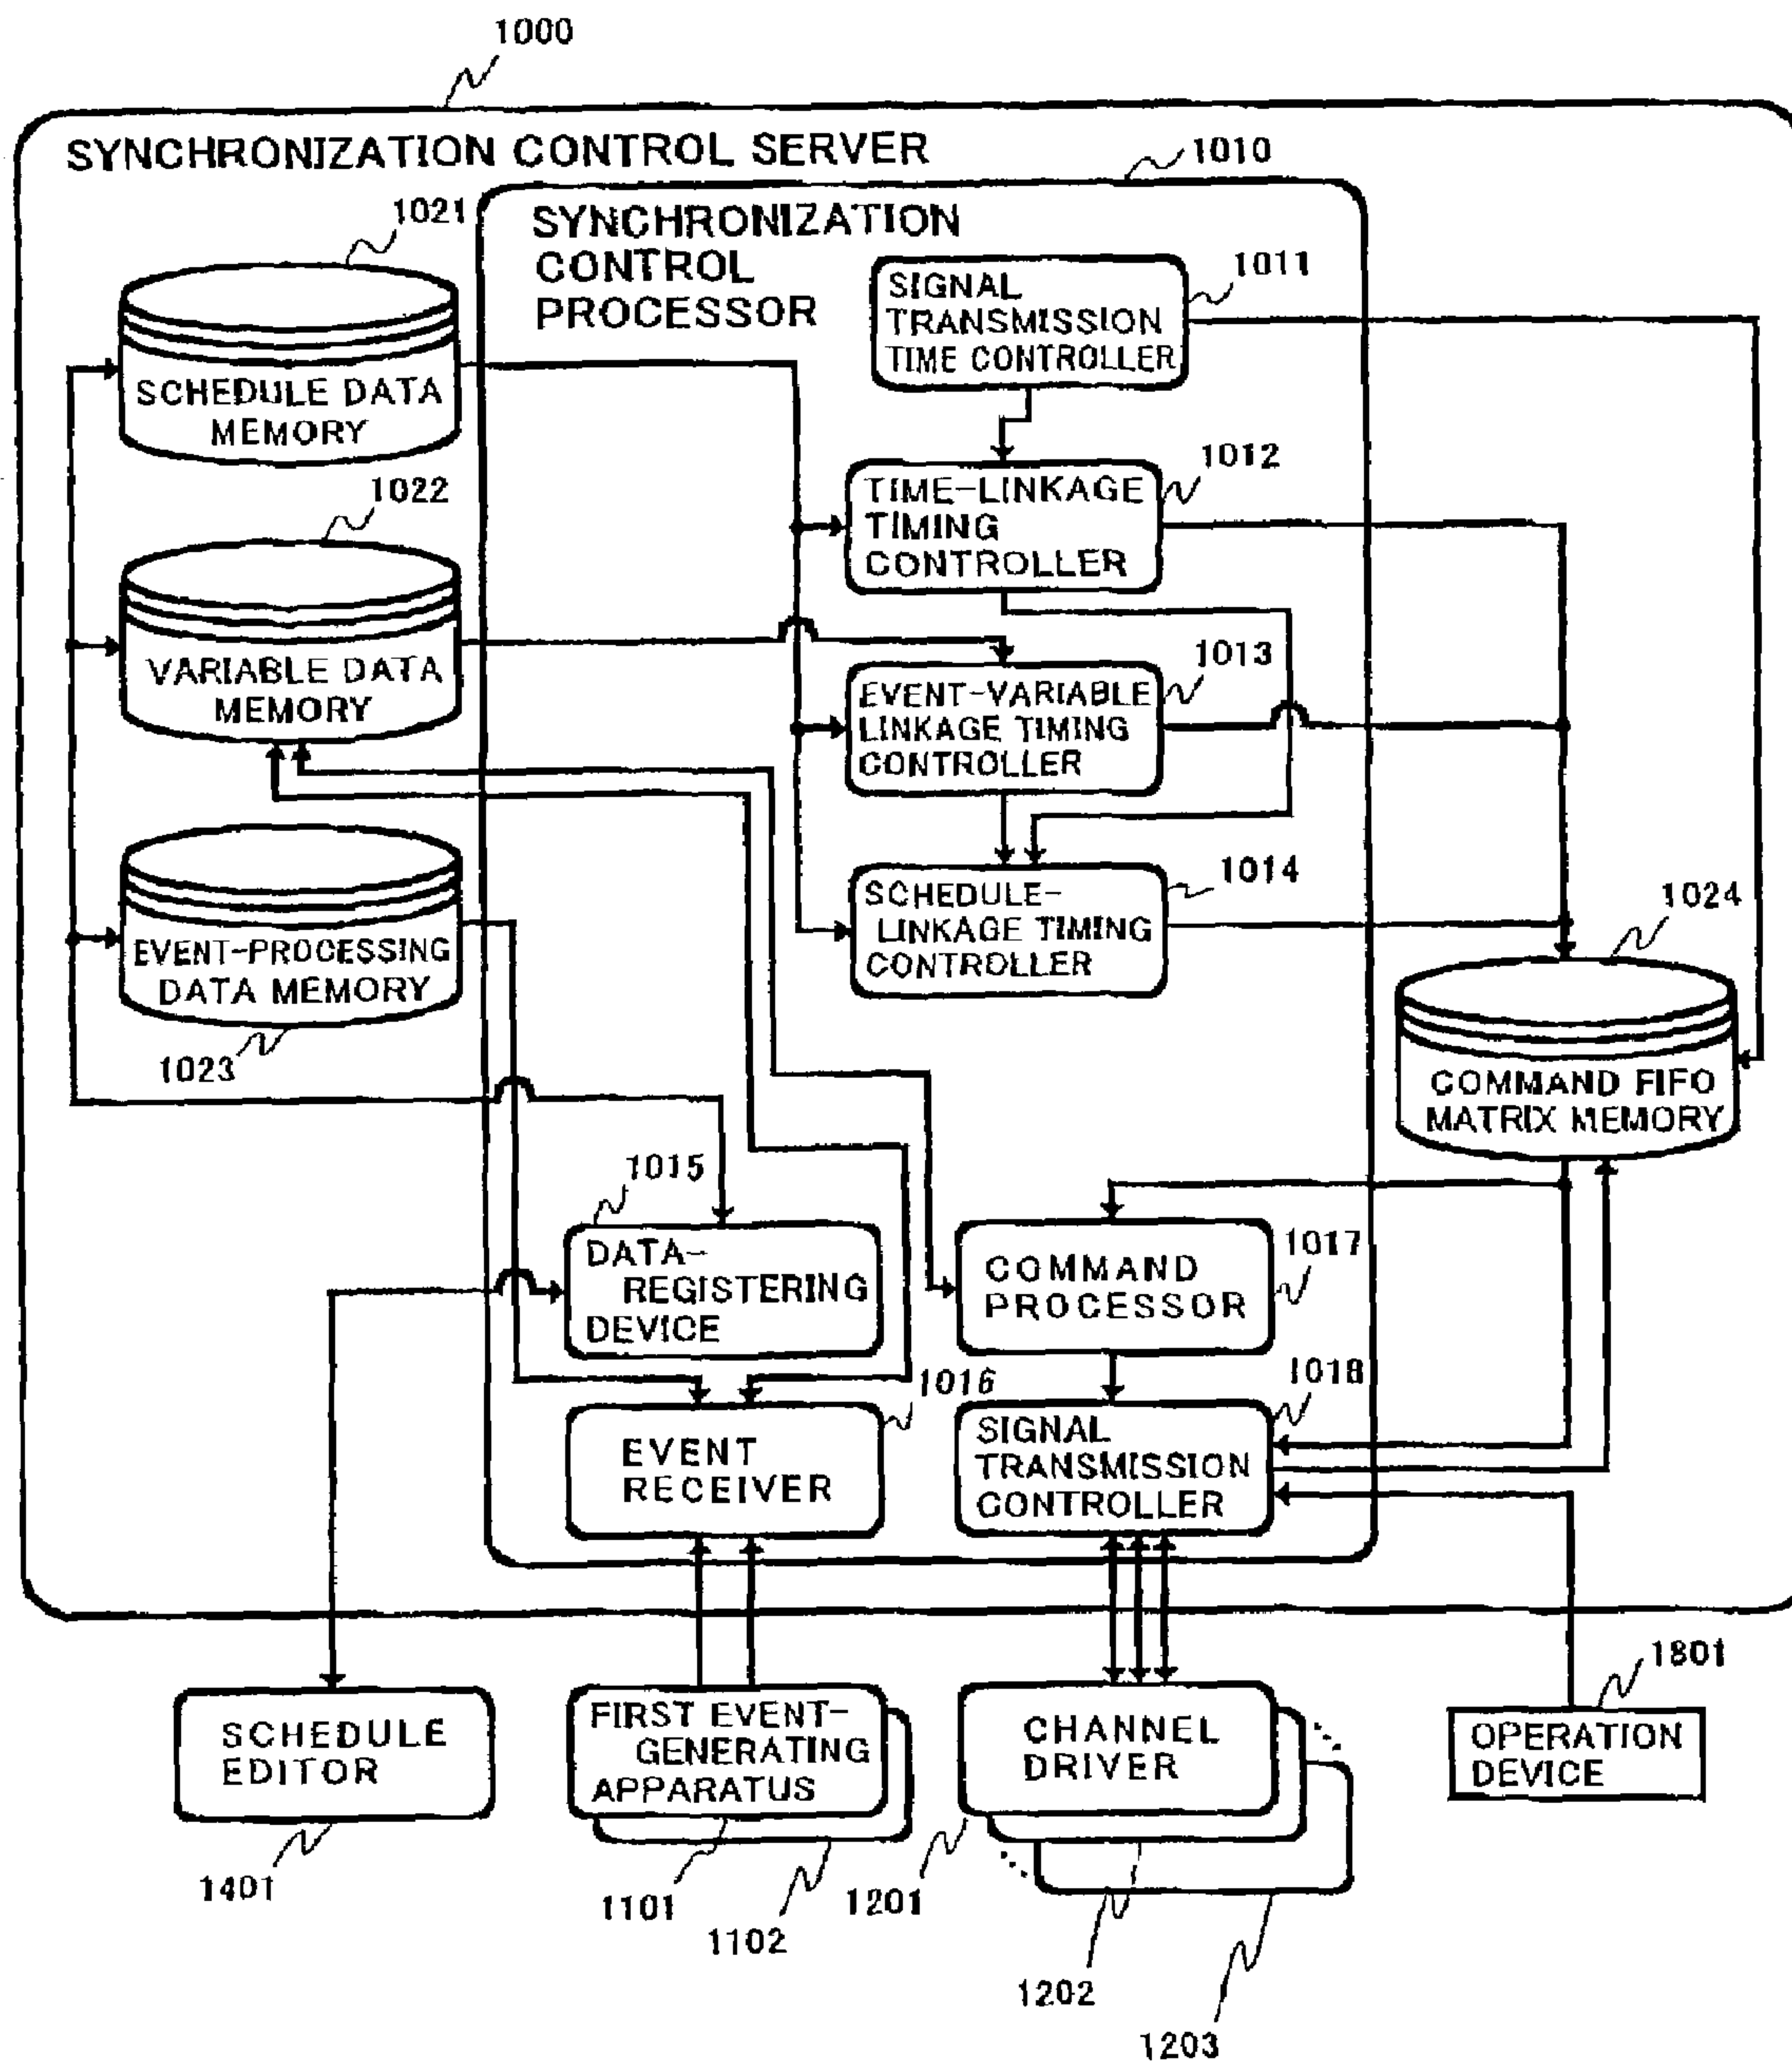 1000
SYNCHRONIZATION CONTROL SERVER
1010
1021
SYNCHRONIZATION
CONTROL
PROCESSOR
1011
SIGNAL
TRANSMISSION
TIME CONTROLLER
SCHEDULE DATA
MEMORY
1012
TIME-LINKAGE
TIMING
CONTROLLER
1022
VARIABLE DATA
MEMORY
1013
EVENT-VARIABLE
LINKAGE TIMING
CONTROLLER
1014
SCHEDULE-
LINKAGE TIMING
CONTROLLER
1024
EVENT-PROCESSING
DATA MEMORY
1023
COMMAND FIFO
MATRIX MEMORY
1015
DATA-
REGISTERING
DEVICE
1017
COMMAND
PROCESSOR
1016
EVENT
RECEIVER
1018
SIGNAL
TRANSMISSION
CONTROLLER
1801
SCHEDULE
EDITOR
FIRST EVENT-
GENERATING
APPARATUS
CHANNEL
DRIVER
OPERATION
DEVICE
1401
1101
1102
1201
1202
1203